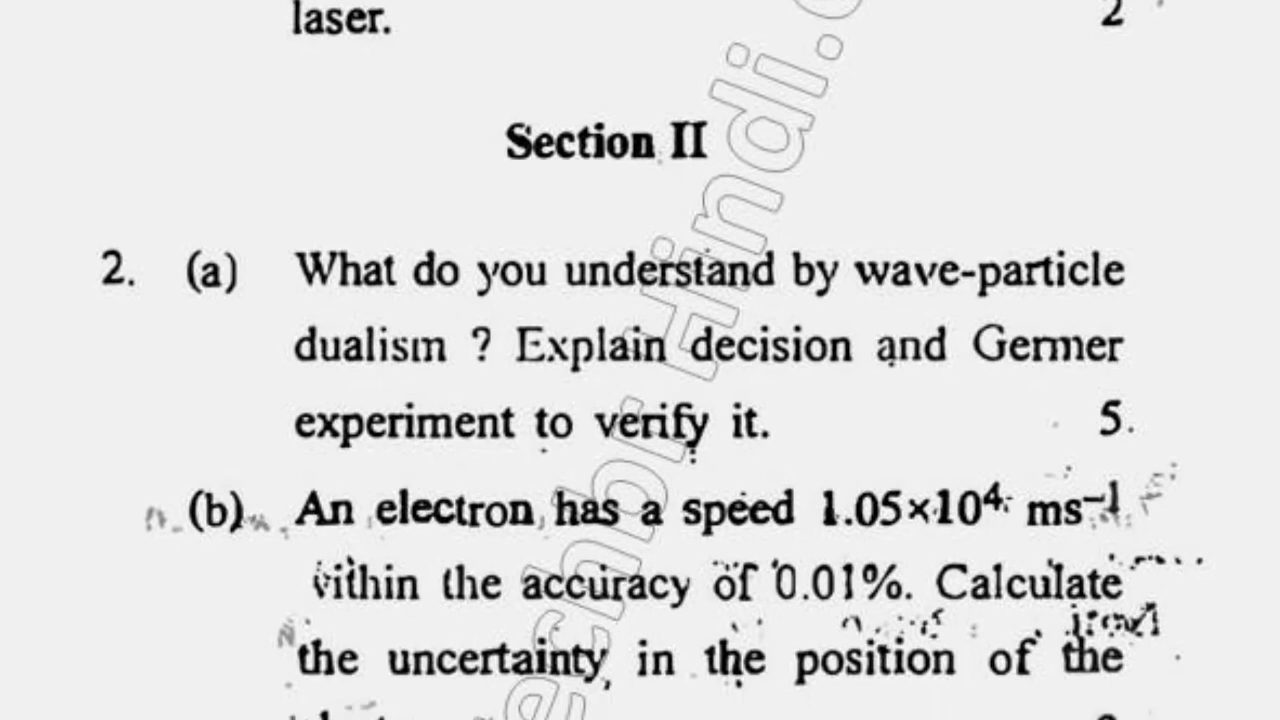 laser. 2
Section II
2. (a) What do you understand by wave-particle
dualism ? Explain decision and Germer
experiment to verify it. 5.
(b) An electron has a speed 1.05×10⁴ ms⁻¹
within the accuracy of 0.01%. Calculate
the uncertainty in the position of the
Hindi.